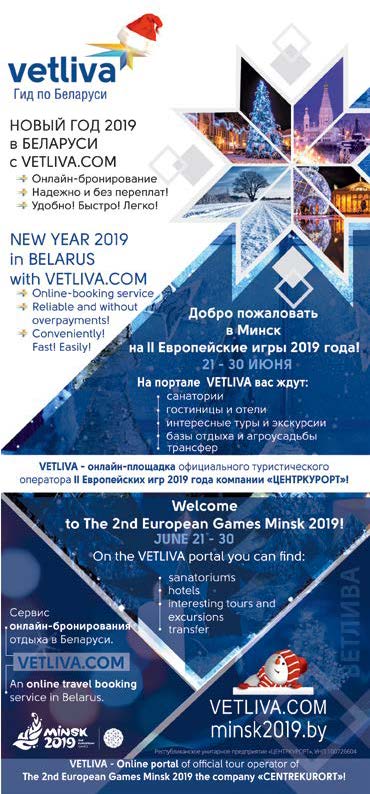 vetliva
Гид по Беларуси
НОВЫЙ ГОД 2019
в БЕЛАРУСИ
с VETLIVA.COM
Онлайн-бронирование
Надежно и без переплат!
Удобно! Быстро! Легко!
NEW YEAR 2019
in BELARUS
with VETLIVA.COM
Online-booking service
Reliable and without
overpayments!
Conveniently!
Fast! Easily!
Добро пожаловать
в Минск
на II Европейские игры 2019 года!
21 - 30 ИЮНЯ
На портале VETLIVA вас ждут:
санатории
гостиницы и отели
интересные туры и экскурсии
базы отдыха и агроусадьбы
трансфер
VETLIVA - онлайн-площадка официального туристического
оператора II Европейских игр 2019 года компании «ЦЕНТРКУРОРТ»!
Welcome
to The 2nd European Games Minsk 2019!
JUNE 21 - 30
On the VETLIVA portal you can find:
sanatoriums
hotels
interesting tours and
excursions
transfer
Сервис
онлайн-бронирования
отдыха в Беларуси.
VETLIVA.COM
An online travel booking
service in Belarus.
ВЕТЛИВА
VETLIVA.COM
minsk2019.by
MINSK
2019
Республиканское унитарное предприятие «ЦЕНТРКУРОРТ», УНП 100726604
VETLIVA - Online portal of official tour operator of
The 2nd European Games Minsk 2019 the company «CENTREKURORT»!